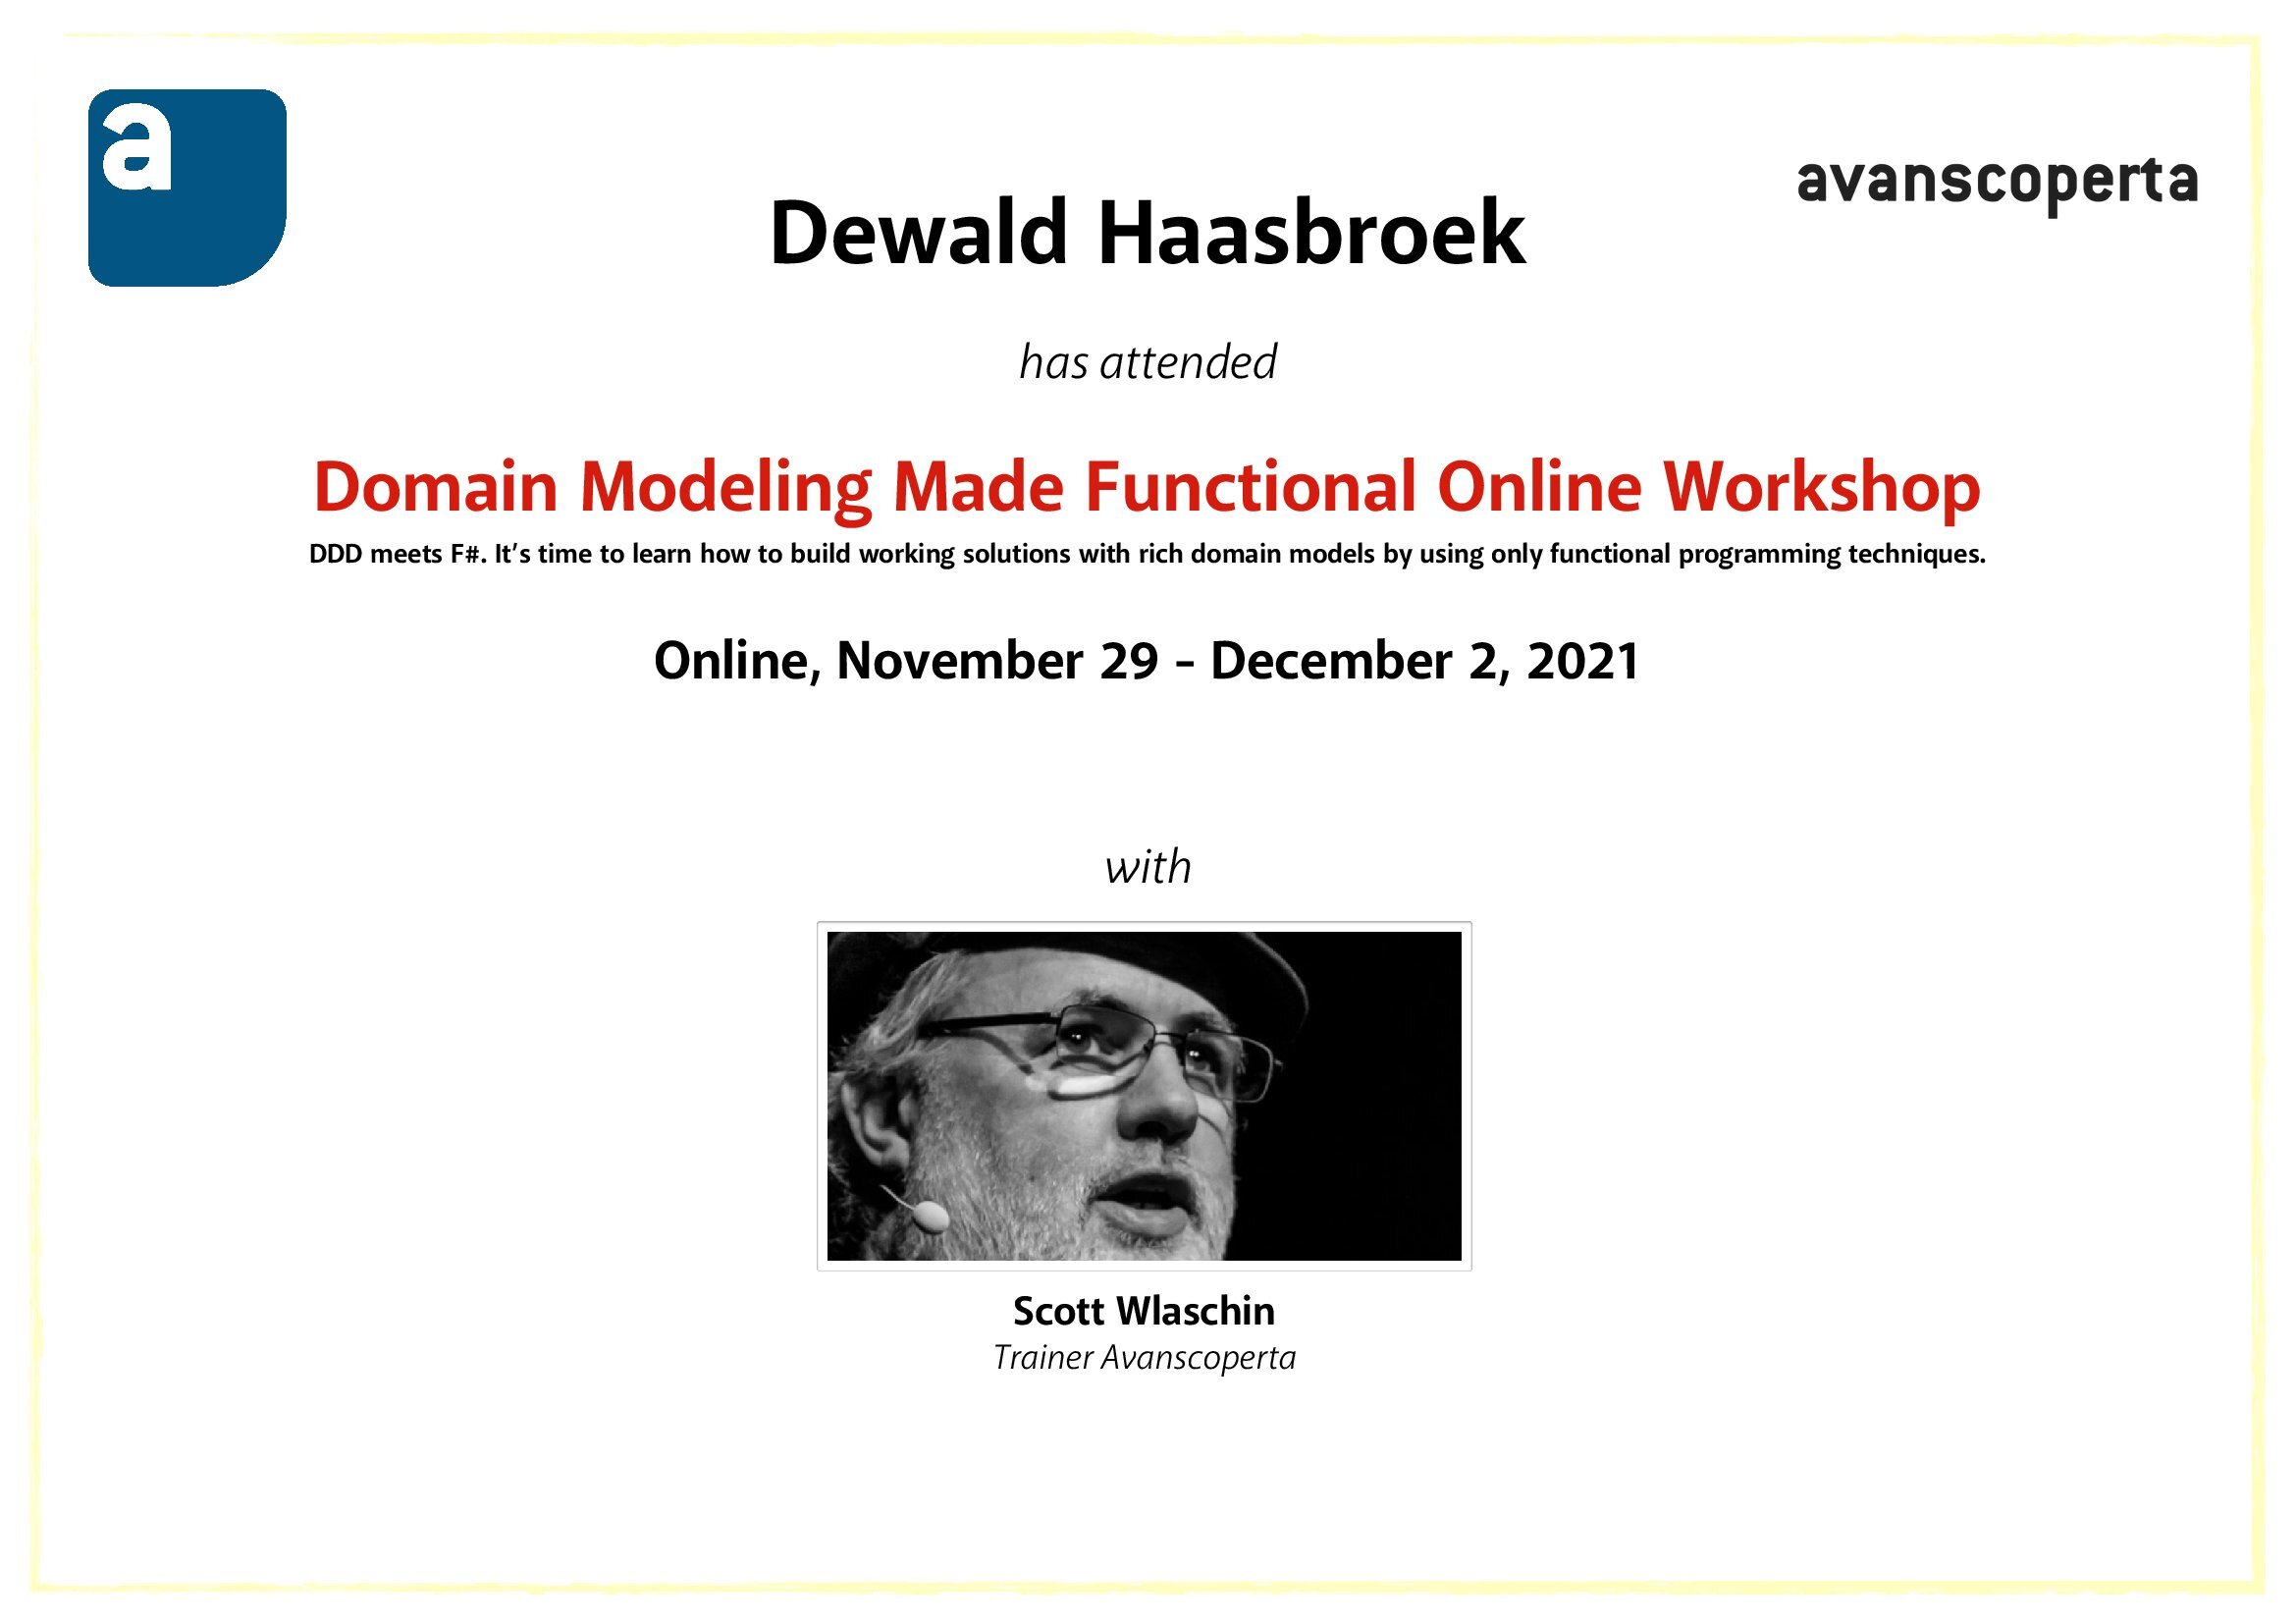 a
avanscoperta
Dewald Haasbroek
has attended
Domain Modeling Made Functional Online Workshop
DDD meets F#. It's time to learn how to build working solutions with rich domain models by using only functional programming techniques.
Online, November 29 - December 2, 2021
with
Scott Wlaschin
Trainer Avanscoperta